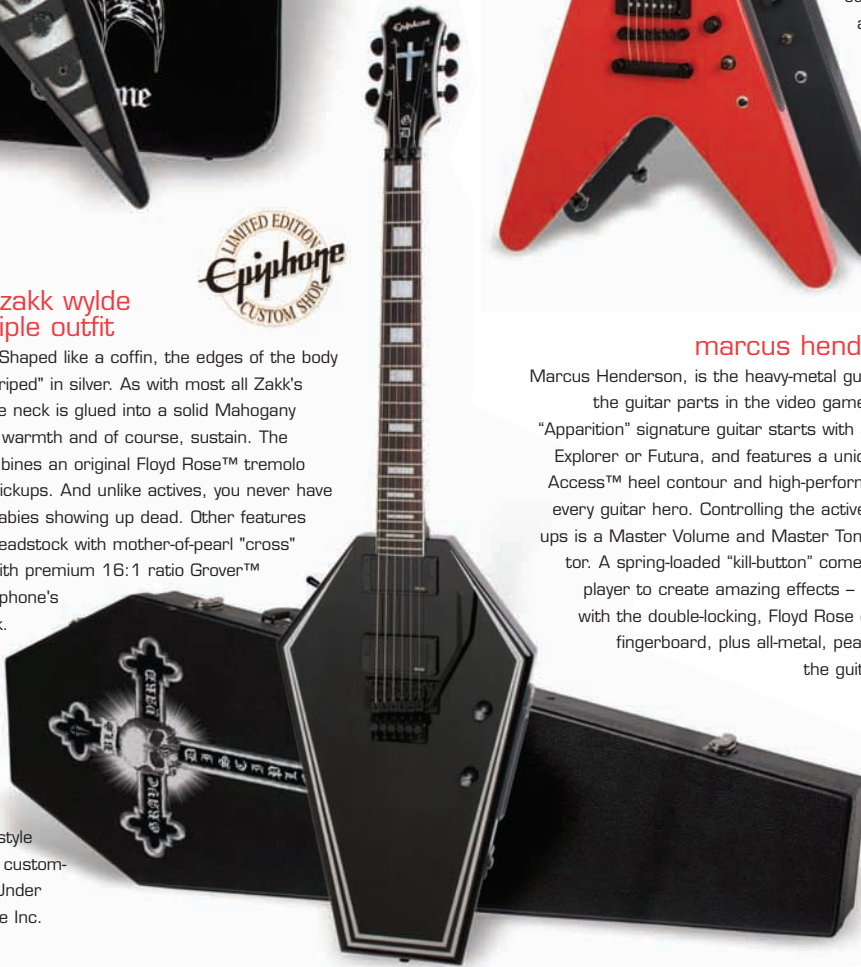 LIMITED EDITION
Epiphone
CUSTOM SHOP
Epiphone
zakk wylde
iple outfit
Shaped like a coffin, the edges of the body
riped" in silver. As with most all Zakk's
e neck is glued into a solid Mahogany
warmth and of course, sustain. The
bines an original Floyd Rose™ tremolo
ickups. And unlike actives, you never have
abies showing up dead. Other features
eadstock with mother-of-pearl "cross"
ith premium 16:1 ratio Grover™
phone's
k.
style
custom-
Under
e Inc.
marcus hend
Marcus Henderson, is the heavy-metal gu
the guitar parts in the video game
"Apparition" signature guitar starts with
Explorer or Futura, and features a unic
Access™ heel contour and high-perform
every guitar hero. Controlling the active
ups is a Master Volume and Master Ton
tor. A spring-loaded "kill-button" come
player to create amazing effects –
with the double-locking, Floyd Rose
fingerboard, plus all-metal, pea
the guit
GRAVE
YARD